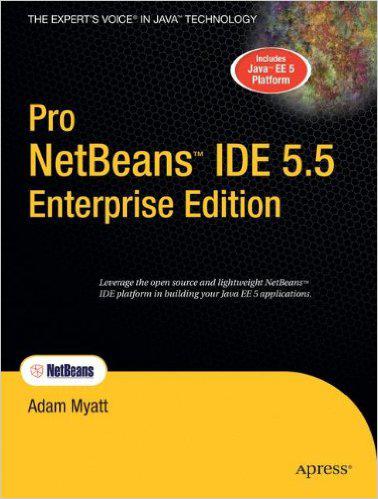 THE EXPERT'S VOICE® IN JAVA™ TECHNOLOGY
Includes
Java™ EE 5
Platform
Pro
NetBeans™ IDE 5.5
Enterprise Edition
Leverage the open source and lightweight NetBeans™
IDE platform in building your Java EE 5 applications.
NetBeans
Adam Myatt
Apress®